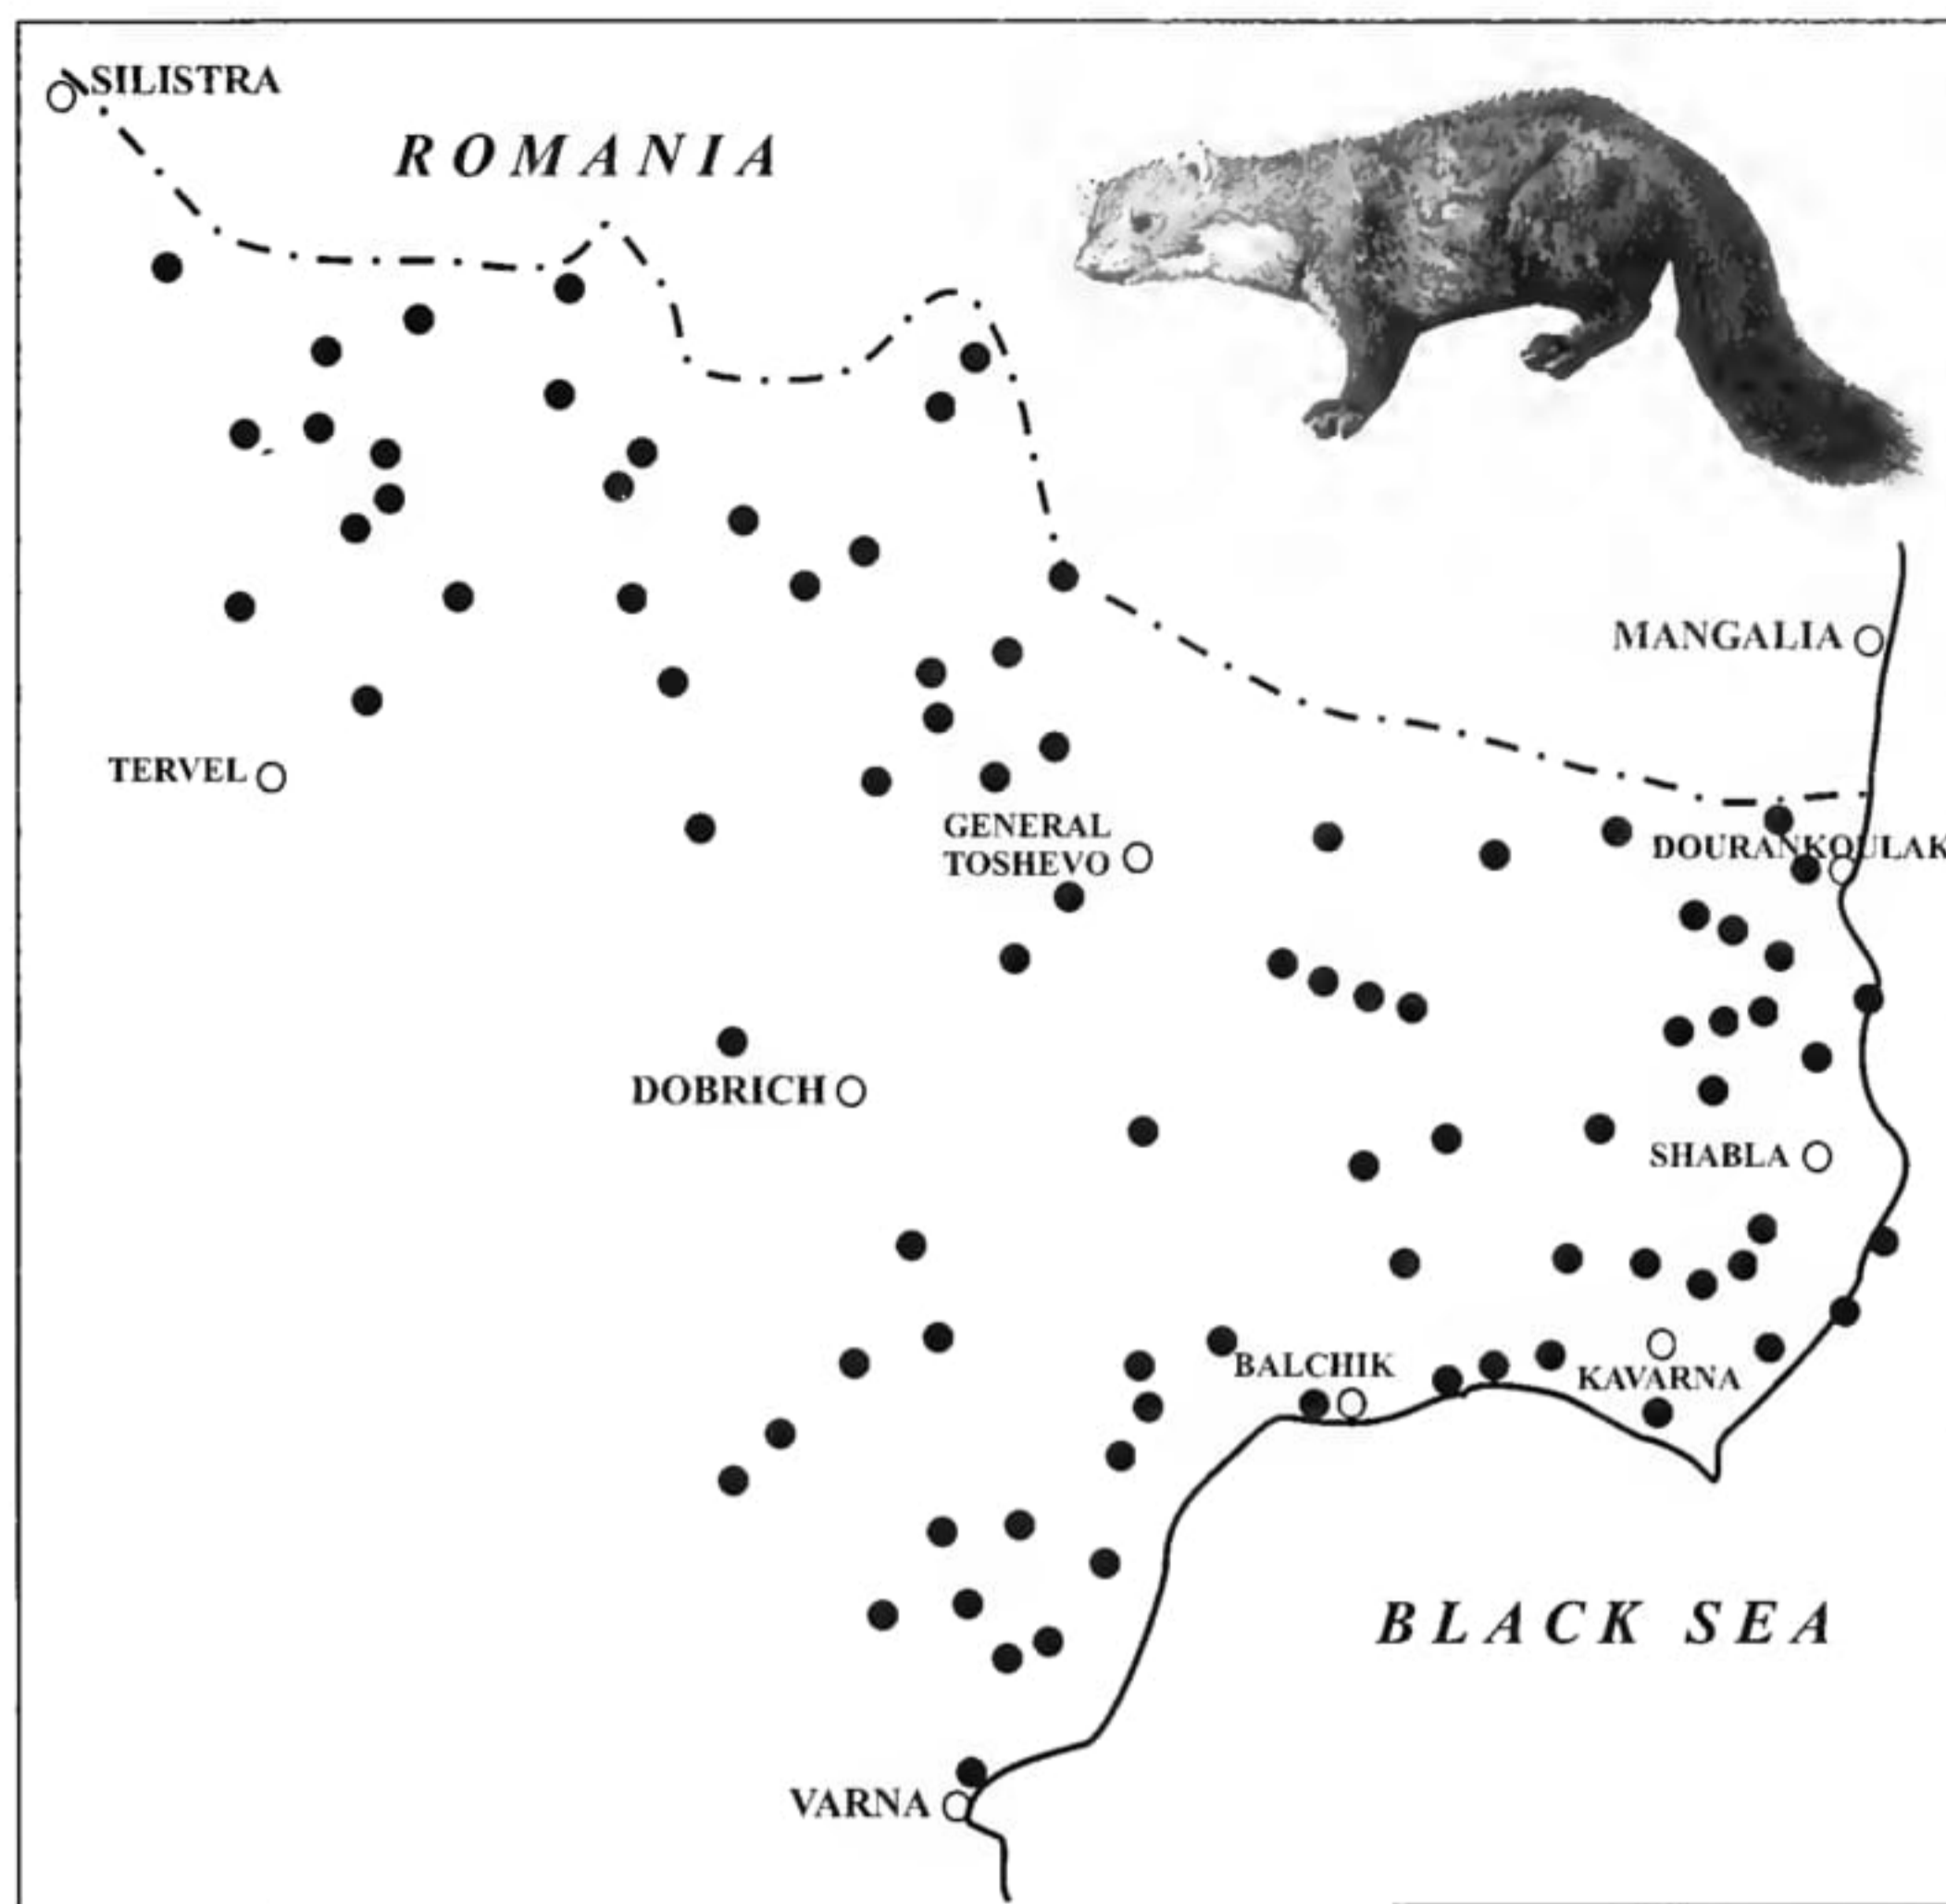 SILISTRA
ROMANIA
MANGALIA
TERVEL
GENERAL
TOSHEVO
DOURANKOULAK
DOBRICH
SHABLA
BALCHIK
KAVARNA
BLACK SEA
VARNA